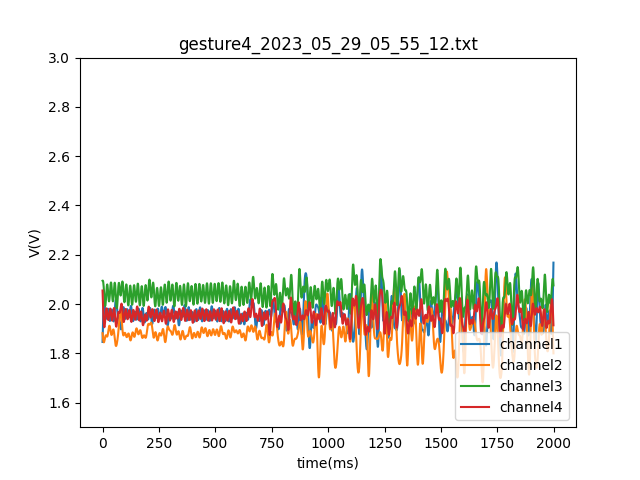 gesture4_2023_05_29_05_55_12.txt
3.0
2.8
2.6
2.4
2.2
2.0
1.8
1.6
V(V)
channel1
channel2
channel3
channel4
0 250 500 750 1000 1250 1500 1750 2000
time(ms)